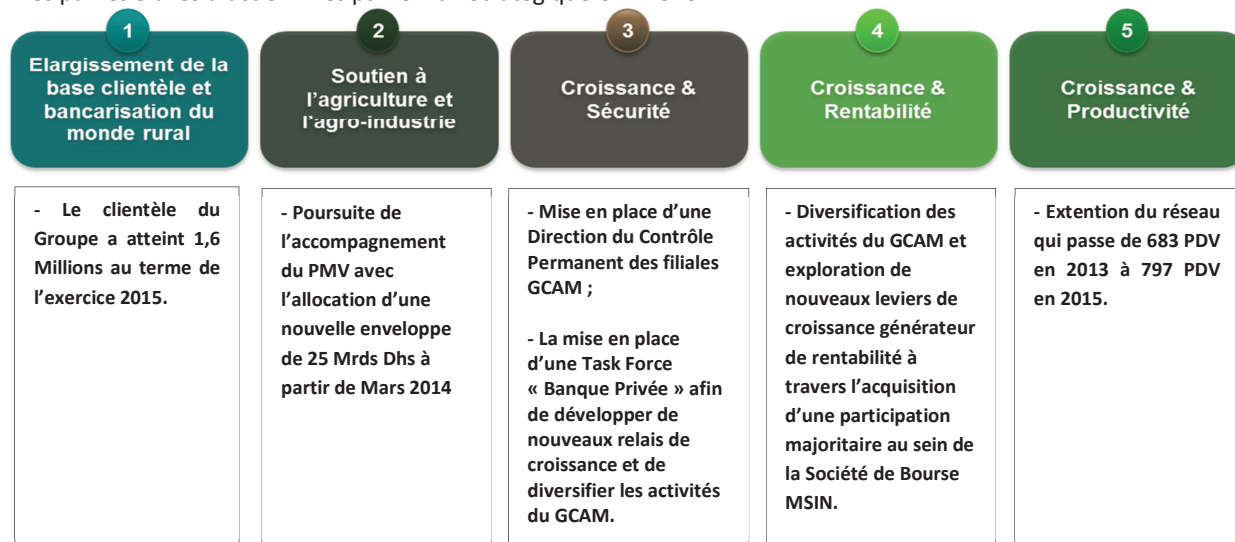 1
Elargissement de la
base clientèle et
bancarisation du
monde rural
- Le clientèle du
Groupe a atteint 1,6
Millions au terme de
l’exercice 2015.
2
Soutien à
l’agriculture et
l’agro-industrie
- Poursuite de
l’accompagnement
du PMV avec
l’allocation d’une
nouvelle enveloppe
de 25 Mrds Dhs à
partir de Mars 2014
3
Croissance &
Sécurité
- Mise en place d’une
Direction du Contrôle
Permanent des filiales
GCAM ;
- La mise en place
d’une Task Force
« Banque Privée » afin
de développer de
nouveaux relais de
croissance et de
diversifier les activités
du GCAM.
4
Croissance &
Rentabilité
- Diversification des
activités du GCAM et
exploration de
nouveaux leviers de
croissance générateur
de rentabilité à
travers l’acquisition
d’une participation
majoritaire au sein de
la Société de Bourse
MSIN.
5
Croissance &
Productivité
- Extention du réseau
qui passe de 683 PDV
en 2013 à 797 PDV
en 2015.